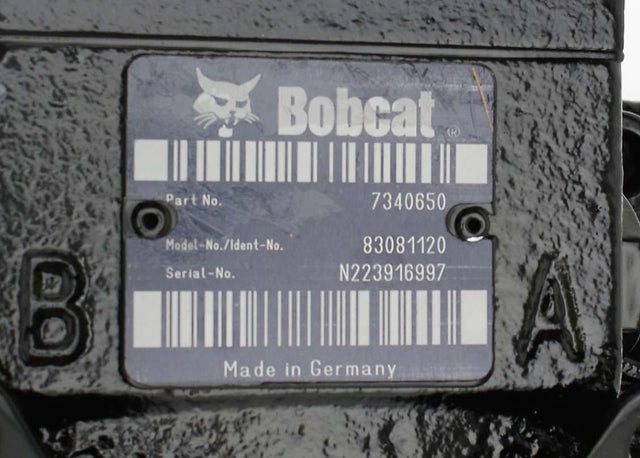 Bobcat®
Part No. 7340650
Model-No./Ident-No. 83081120
Serial-No. N223916997
Made in Germany
B
A